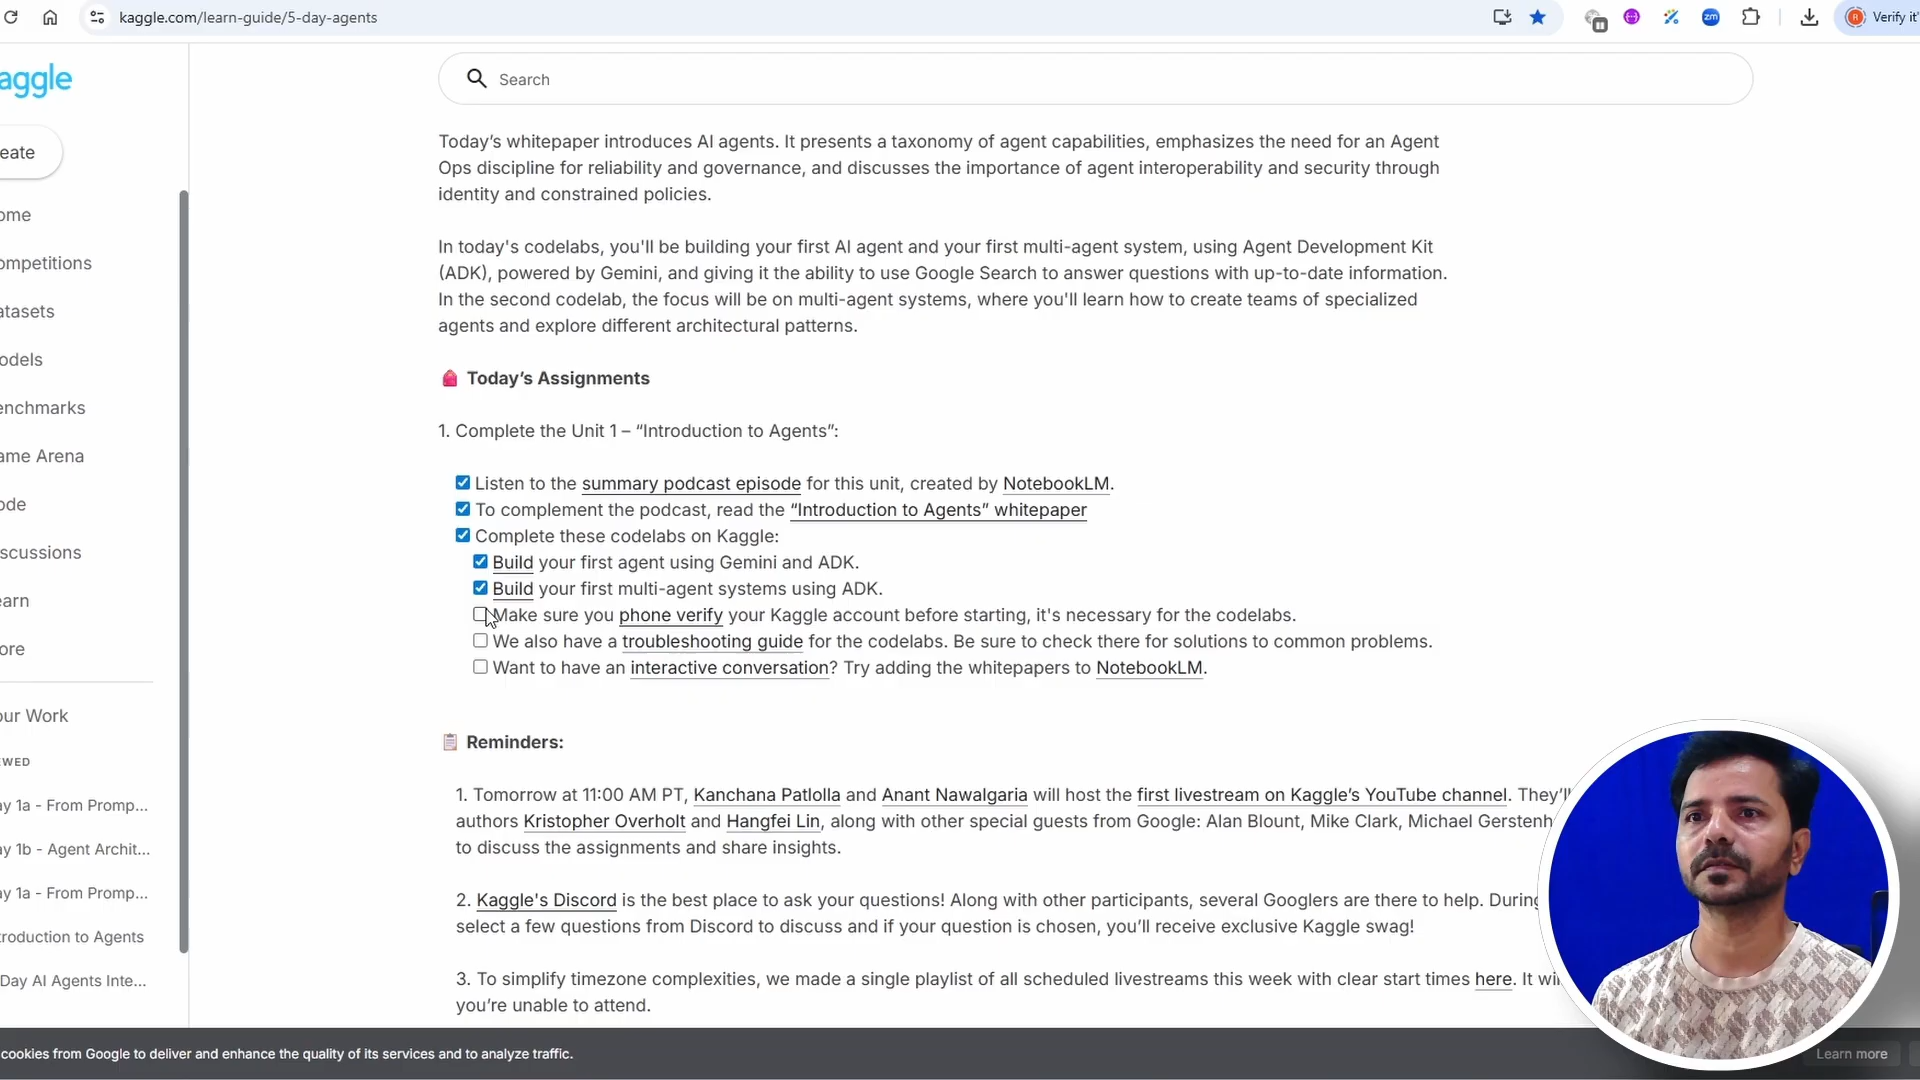 kaggle.com/learn-guide/5-day-agents
zm
Verify it'
aggle
Search
eate
ome
ompetitions
atasets
odels
enchmarks
ame Arena
ode
scussions
earn
ore
our Work
EWED
ay 1a - From Promp...
ay 1b - Agent Archit...
ay 1a - From Promp...
troduction to Agents
Day AI Agents Inte...
Today’s whitepaper introduces AI agents. It presents a taxonomy of agent capabilities, emphasizes the need for an Agent
Ops discipline for reliability and governance, and discusses the importance of agent interoperability and security through
identity and constrained policies.
In today's codelabs, you'll be building your first AI agent and your first multi-agent system, using Agent Development Kit
(ADK), powered by Gemini, and giving it the ability to use Google Search to answer questions with up-to-date information.
In the second codelab, the focus will be on multi-agent systems, where you'll learn how to create teams of specialized
agents and explore different architectural patterns.
🎒 Today’s Assignments
1. Complete the Unit 1 – “Introduction to Agents”:
Listen to the summary podcast episode for this unit, created by NotebookLM.
To complement the podcast, read the “Introduction to Agents” whitepaper
Complete these codelabs on Kaggle:
Build your first agent using Gemini and ADK.
Build your first multi-agent systems using ADK.
Make sure you phone verify your Kaggle account before starting, it's necessary for the codelabs.
We also have a troubleshooting guide for the codelabs. Be sure to check there for solutions to common problems.
Want to have an interactive conversation? Try adding the whitepapers to NotebookLM.
📋 Reminders:
1. Tomorrow at 11:00 AM PT, Kanchana Patlolla and Anant Nawalgaria will host the first livestream on Kaggle’s YouTube channel. They’ll
authors Kristopher Overholt and Hangfei Lin, along with other special guests from Google: Alan Blount, Mike Clark, Michael Gerstenh
to discuss the assignments and share insights.
2. Kaggle's Discord is the best place to ask your questions! Along with other participants, several Googlers are there to help. During
select a few questions from Discord to discuss and if your question is chosen, you’ll receive exclusive Kaggle swag!
3. To simplify timezone complexities, we made a single playlist of all scheduled livestreams this week with clear start times here. It wi
you’re unable to attend.
cookies from Google to deliver and enhance the quality of its services and to analyze traffic.
Learn more